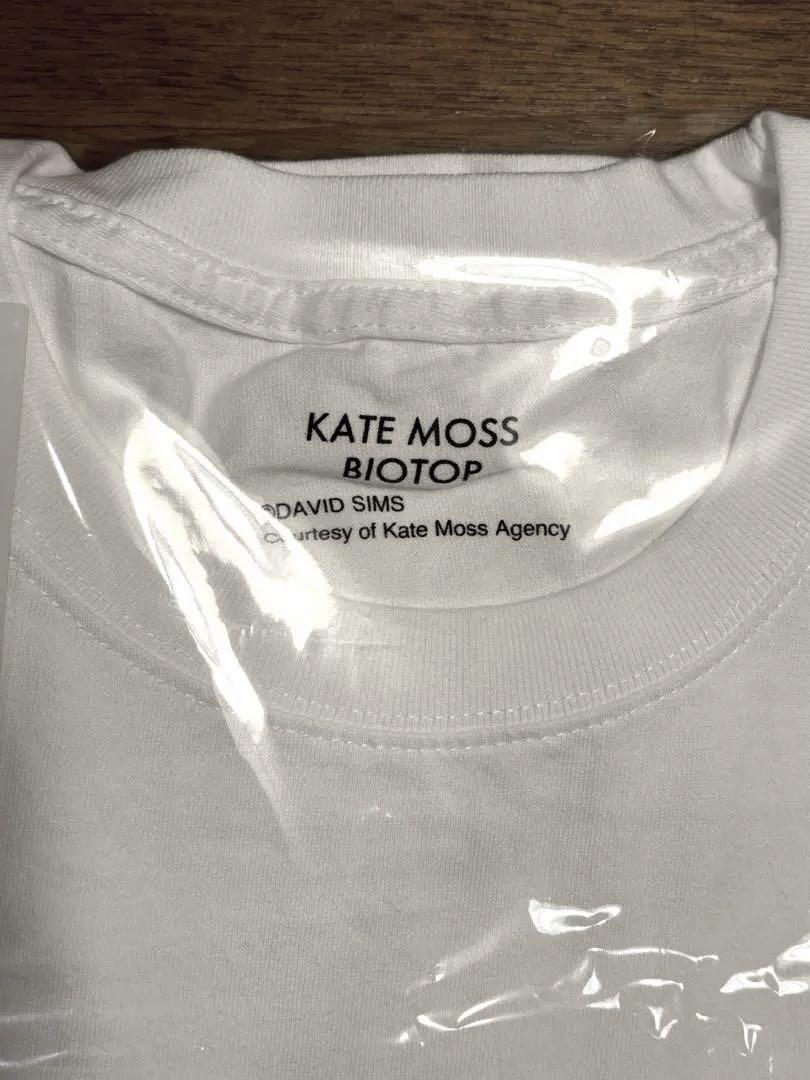 KATE MOSS
BIOTOP
©DAVID SIMS
Courtesy of Kate Moss Agency